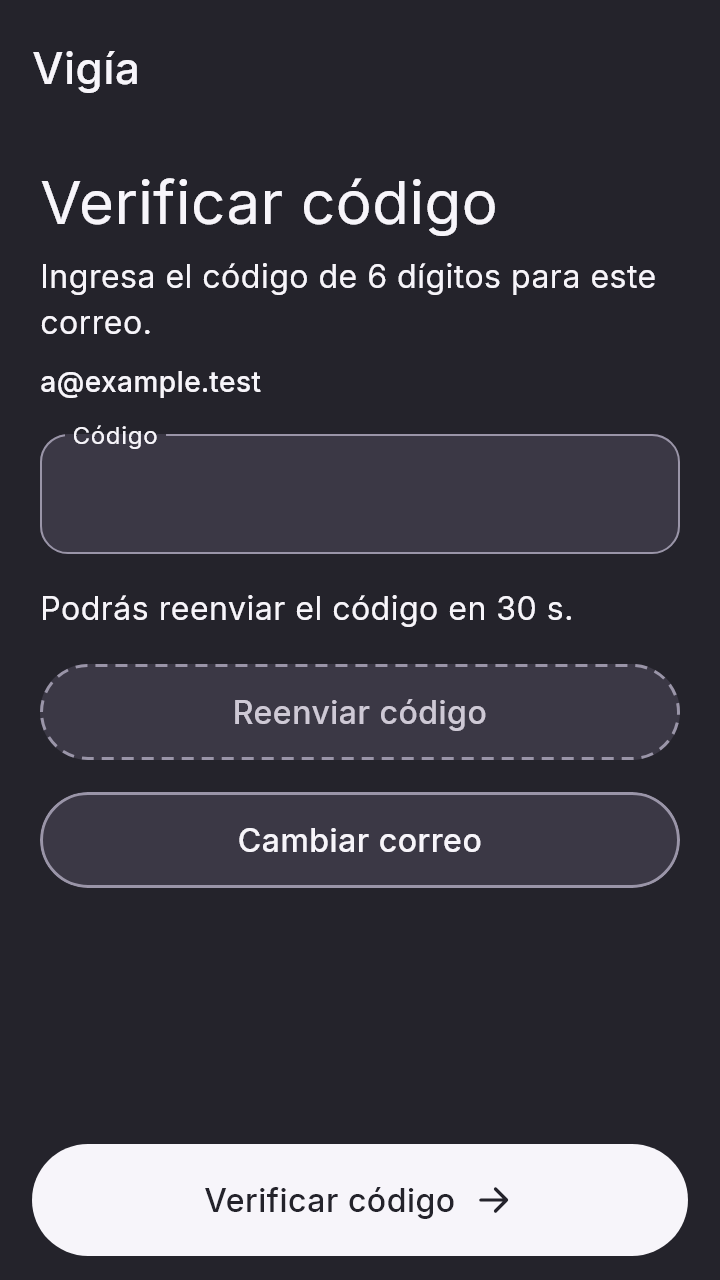 Vigía
Verificar código
Ingresa el código de 6 dígitos para este
correo.
a@example.test
Código
Podrás reenviar el código en 30 s.
Reenviar código
Cambiar correo
Verificar código